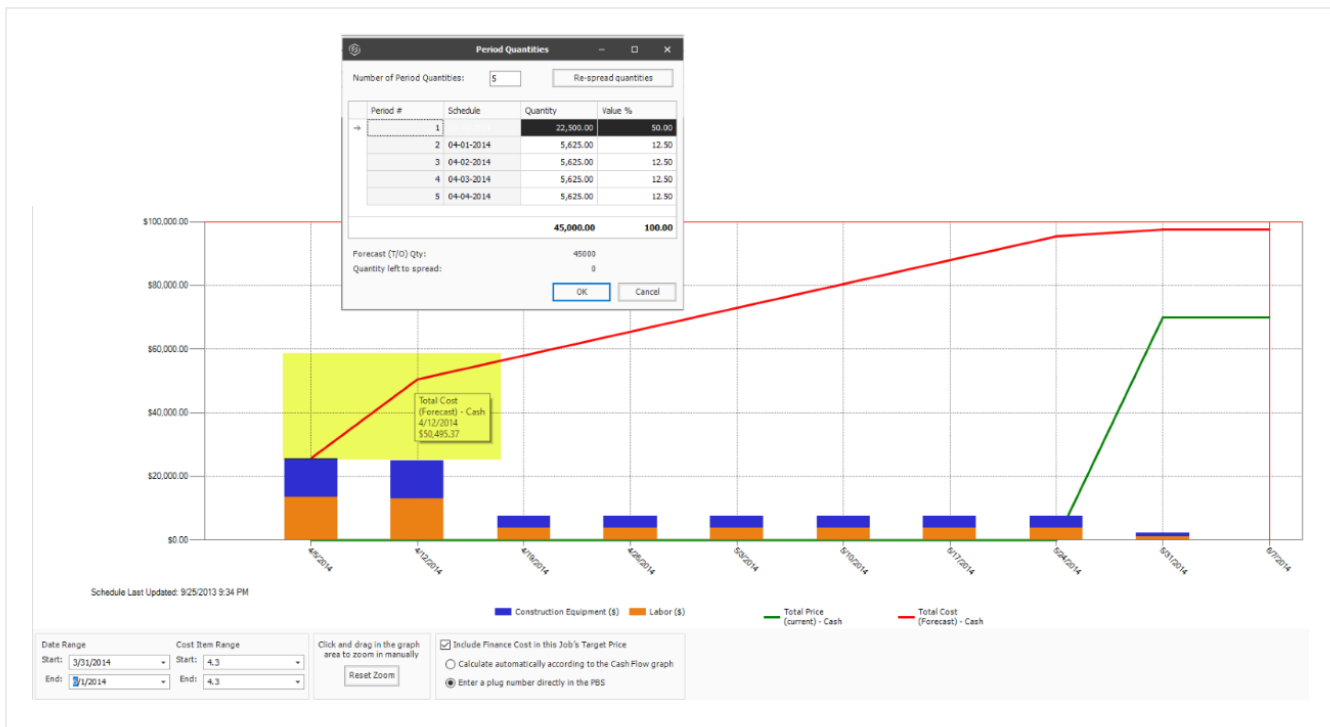 Period Quantities
Number of Period Quantities: 5 Re-spread quantities
Period # Schedule Quantity Value %
1 22,500.00 50.00
2 04-01-2014 5,625.00 12.50
3 04-02-2014 5,625.00 12.50
4 04-03-2014 5,625.00 12.50
5 04-04-2014 5,625.00 12.50
45,000.00 100.00
Forecast (T/O) Qty: 45000
Quantity left to spread: 0
OK Cancel
$100,000.00
$80,000.00
$60,000.00
$40,000.00
$20,000.00
$0.00
Total Cost
(Forecast) - Cash
4/12/2014
$50,495.37
4/5/2014 4/12/2014 4/19/2014 4/26/2014 5/3/2014 5/10/2014 5/17/2014 5/24/2014 5/31/2014 6/7/2014
Schedule Last Updated: 9/25/2013 9:34 PM
Construction Equipment ($) Labor ($) Total Price (current) - Cash Total Cost (Forecast) - Cash
Date Range Cost Item Range
Start: 3/31/2014 Start: 4.3
End: /1/2014 End: 4.3
Click and drag in the graph
area to zoom in manually
Reset Zoom
Include Finance Cost in this Job's Target Price
Calculate automatically according to the Cash Flow graph
Enter a plug number directly in the PBS